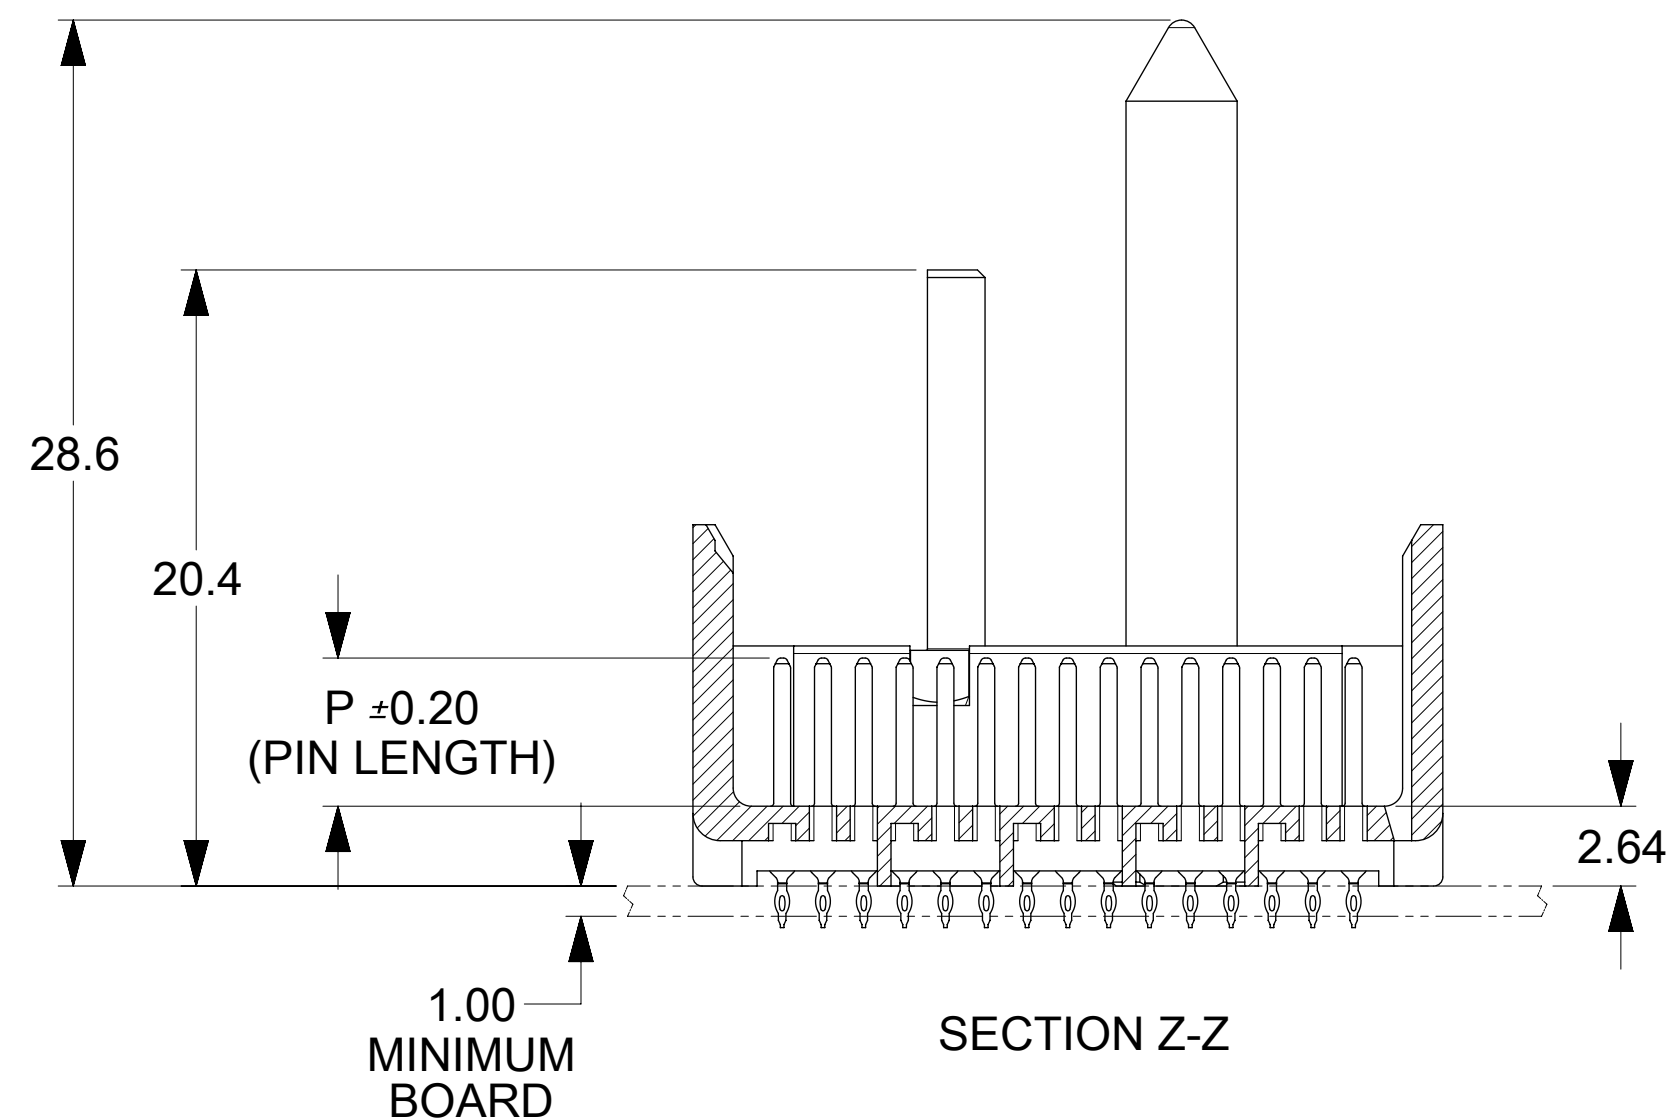 28.6
20.4
P ±0.20
(PIN LENGTH)
2.64
1.00
MINIMUM
BOARD
SECTION Z-Z